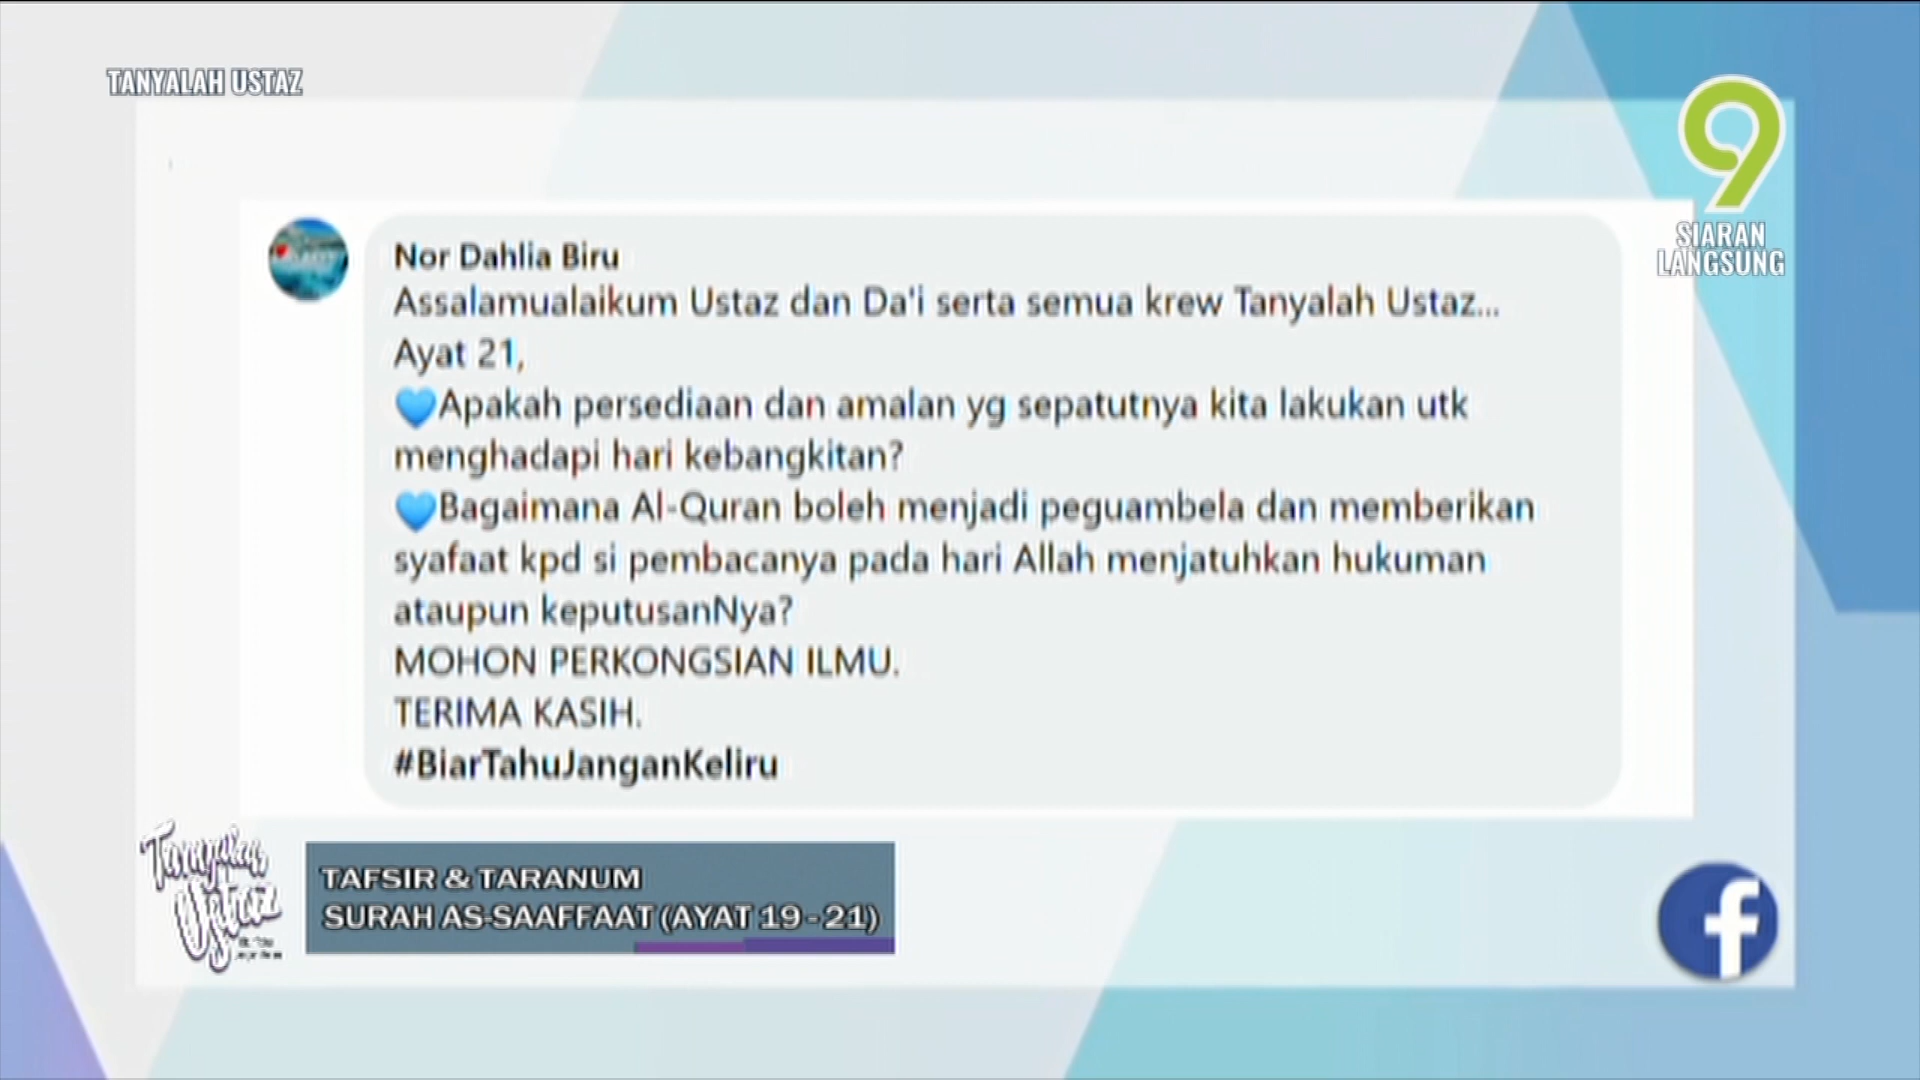 TANYALAH USTAZ
9
SIARAN
LANGSUNG
Nor Dahlia Biru
Assalamualaikum Ustaz dan Da'i serta semua krew Tanyalah Ustaz...
Ayat 21,
💙Apakah persediaan dan amalan yg sepatutnya kita lakukan utk
menghadapi hari kebangkitan?
💙Bagaimana Al-Quran boleh menjadi peguambela dan memberikan
syafaat kpd si pembacanya pada hari Allah menjatuhkan hukuman
ataupun keputusanNya?
MOHON PERKONGSIAN ILMU.
TERIMA KASIH.
#BiarTahuJanganKeliru
Tanyalah
Ustaz
TAFSIR & TARANUM
SURAH AS-SAAFFAAT (AYAT 19 - 21)
f